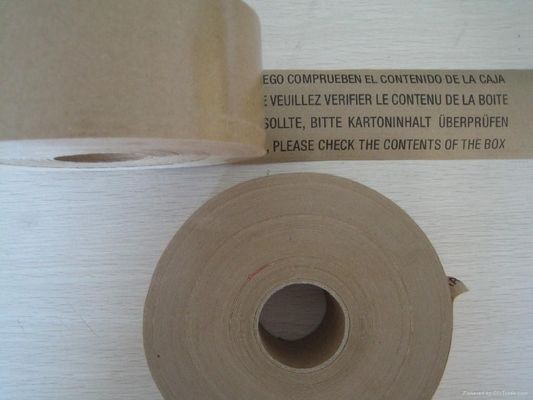 EGO COMPRUEBEN EL CONTENIDO DE LA CAJA
VEUILLEZ VERIFIER LE CONTENU DE LA BOITE
SOLLTE, BITTE KARTONINHALT ÜBERPRÜFEN
, PLEASE CHECK THE CONTENTS OF THE BOX